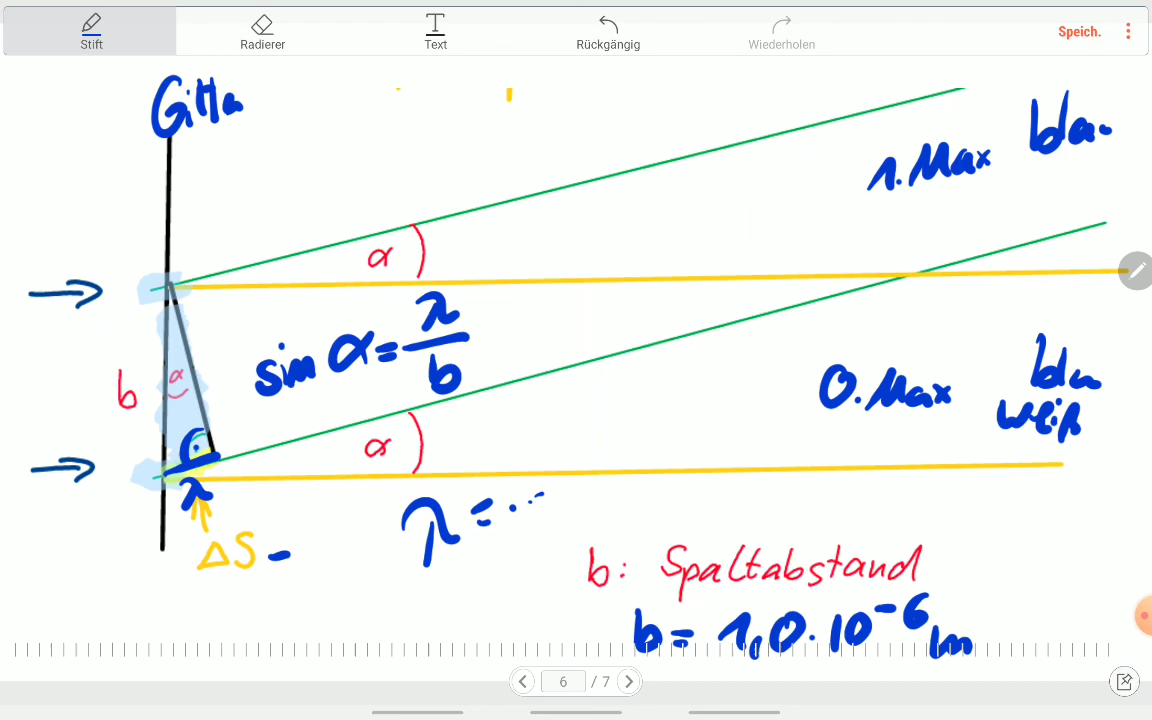 Stift Radierer Text Rückgängig Wiederholen Speich.
Gitter
1. Max blau
α
sin α = λ/b
b α
0. Max blau
weiß
α
λ
λ = ...
ΔS -
b: Spaltabstand
b = 1,0 · 10⁻⁶ m
6 / 7